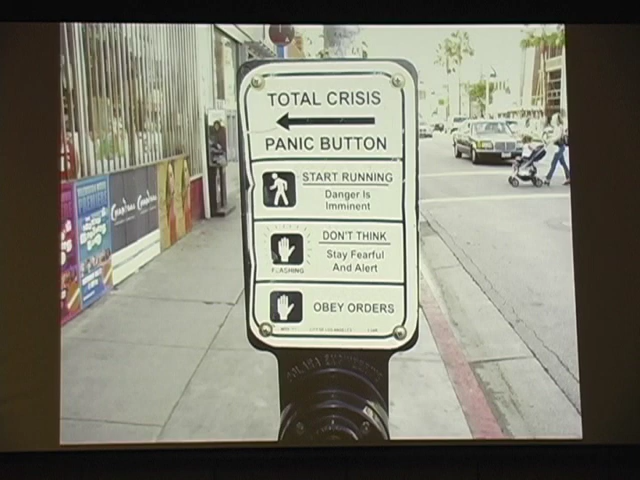 TOTAL CRISIS
PANIC BUTTON
START RUNNING
Danger Is
Imminent
DON'T THINK
Stay Fearful
And Alert
FLASHING
OBEY ORDERS